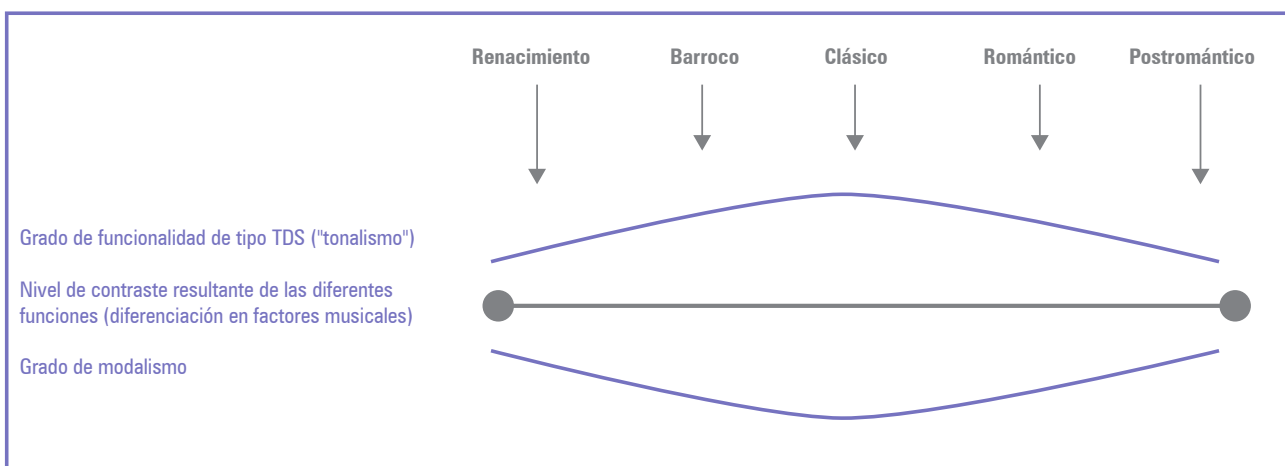 Renacimiento Barroco Clásico Romántico Postromántico
Grado de funcionalidad de tipo TDS ("tonalismo")
Nivel de contraste resultante de las diferentes
funciones (diferenciación en factores musicales)
Grado de modalismo